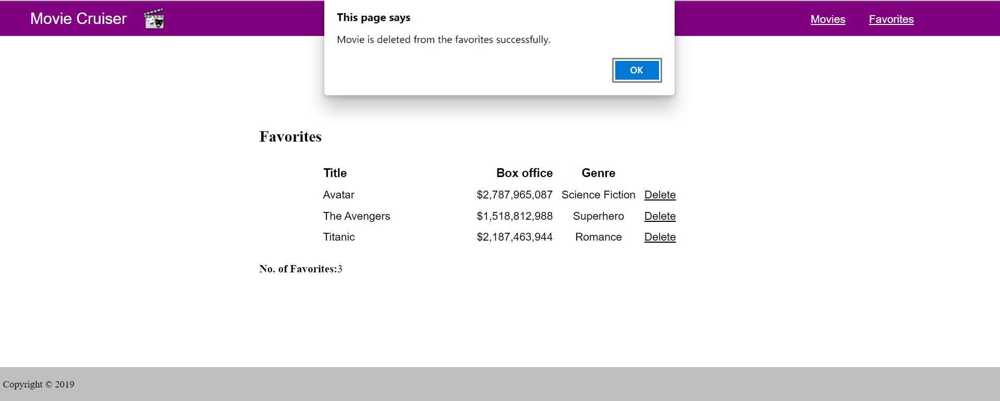 Movie Cruiser
Movies Favorites
This page says
Movie is deleted from the favorites successfully.
OK
Favorites
Title Box office Genre
Avatar $2,787,965,087 Science Fiction Delete
The Avengers $1,518,812,988 Superhero Delete
Titanic $2,187,463,944 Romance Delete
No. of Favorites:3
Copyright © 2019